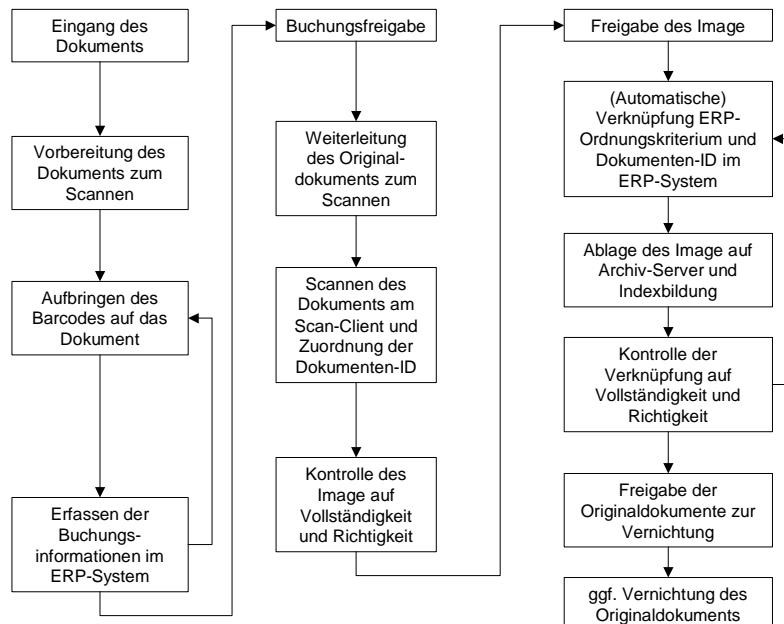 Eingang des
Dokuments
Vorbereitung des
Dokuments zum
Scannen
Aufbringen des
Barcodes auf das
Dokument
Erfassen der
Buchungs-
informationen im
ERP-System
Buchungsfreigabe
Weiterleitung
des Original-
dokuments zum
Scannen
Scannen des
Dokuments am
Scan-Client und
Zuordnung der
Dokumenten-ID
Kontrolle des
Image auf
Vollständigkeit
und Richtigkeit
Freigabe des Image
(Automatische)
Verknüpfung ERP-
Ordnungskriterium und
Dokumenten-ID im
ERP-System
Ablage des Image auf
Archiv-Server und
Indexbildung
Kontrolle der
Verknüpfung auf
Vollständigkeit und
Richtigkeit
Freigabe der
Originaldokumente zur
Vernichtung
ggf. Vernichtung des
Originaldokuments